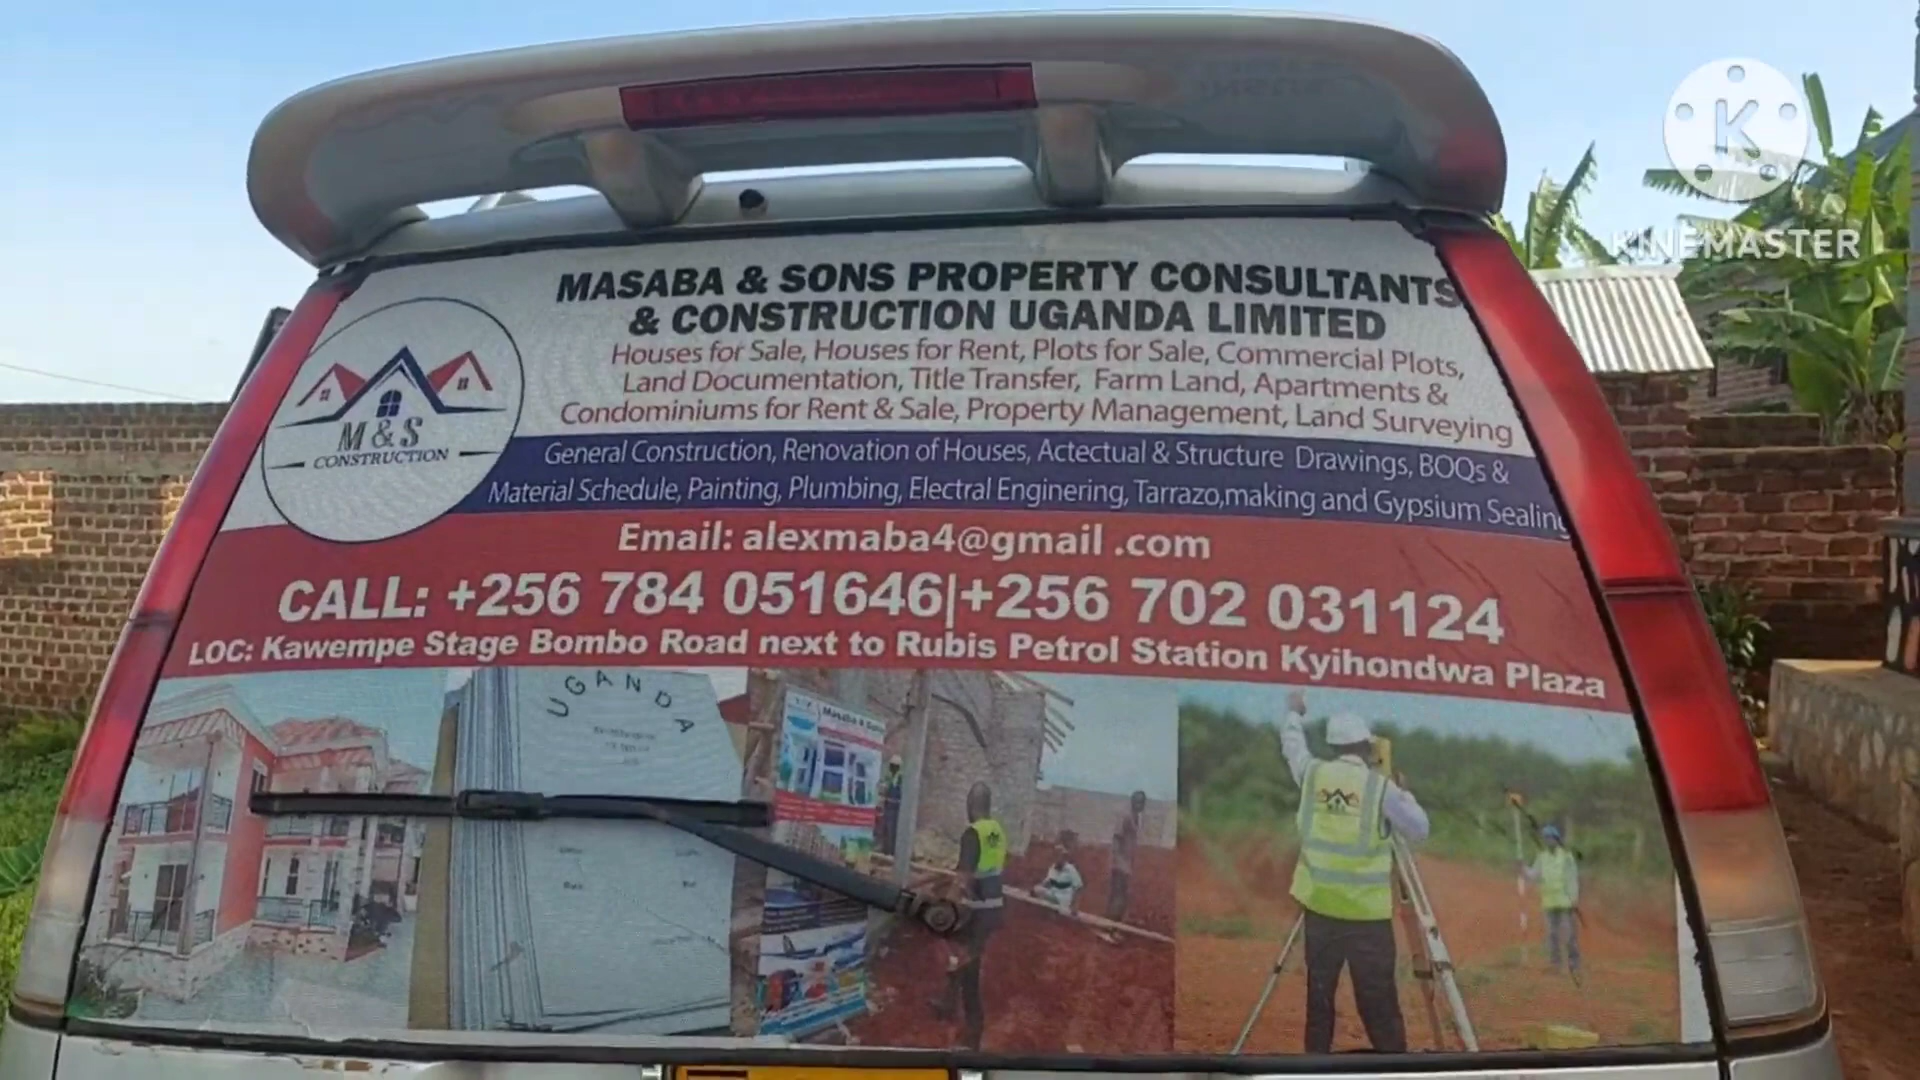 KINEMASTER
MASABA & SONS PROPERTY CONSULTANTS
& CONSTRUCTION UGANDA LIMITED
Houses for Sale, Houses for Rent, Plots for Sale, Commercial Plots,
Land Documentation, Title Transfer, Farm Land, Apartments &
Condominiums for Rent & Sale, Property Management, Land Surveying
M & S
CONSTRUCTION
General Construction, Renovation of Houses, Actectual & Structure Drawings, BOQs &
Material Schedule, Painting, Plumbing, Electral Enginering, Tarrazo,making and Gypsium Sealing
Email: alexmaba4@gmail .com
CALL: +256 784 051646|+256 702 031124
LOC: Kawempe Stage Bombo Road next to Rubis Petrol Station Kyihondwa Plaza
UGANDA
Masaba & Sons